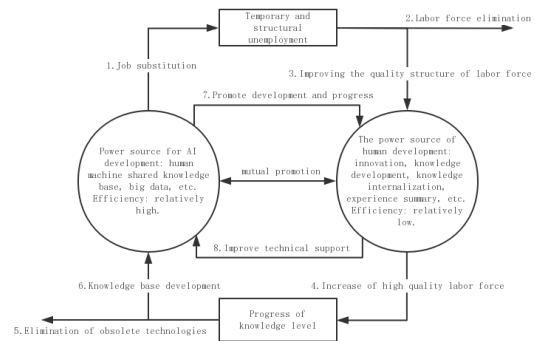 Temporary and
structural
unemployment
2.Labor force elimination
1.Job substitution
3.Improving the quality structure of labor force
7.Promote development and progress
Power source for AI
development: human
machine shared knowledge
base, big data, etc.
Efficiency: relatively
high.
mutual promotion
The power source of
human development:
innovation, knowledge
development, knowledge
internalization,
experience summary, etc.
Efficiency: relatively
low.
8.Improve technical support
6.Knowledge base development
4.Increase of high quality labor force
5.Elimination of obsolete technologies
Progress of
knowledge level